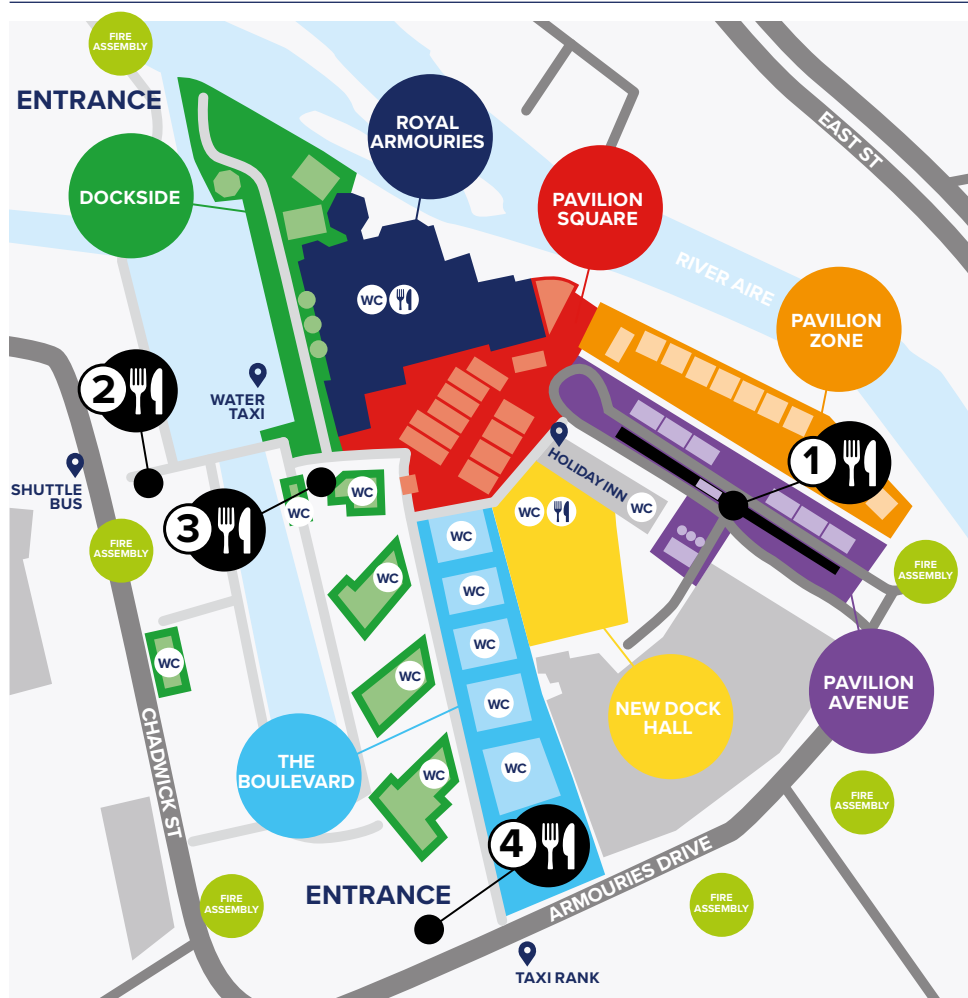 FIRE
ASSEMBLY
ENTRANCE
ROYAL
ARMOURIES
EAST ST
DOCKSIDE
PAVILION
SQUARE
RIVER AIRE
WC
PAVILION
ZONE
2
WATER
TAXI
1
SHUTTLE
BUS
HOLIDAY INN
WC
WC
WC
3
WC
WC
FIRE
ASSEMBLY
FIRE
ASSEMBLY
WC
WC
WC
WC
WC
WC
PAVILION
AVENUE
WC
NEW DOCK
HALL
CHADWICK ST
THE
BOULEVARD
WC
WC
FIRE
ASSEMBLY
4
ARMOURIES DRIVE
ENTRANCE
FIRE
ASSEMBLY
FIRE
ASSEMBLY
TAXI RANK